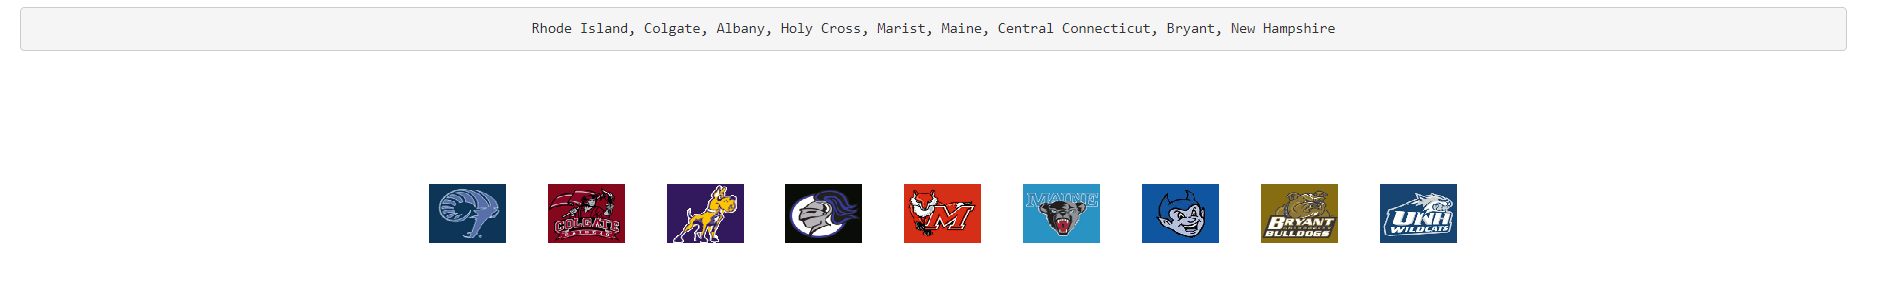 Rhode Island, Colgate, Albany, Holy Cross, Marist, Maine, Central Connecticut, Bryant, New Hampshire
COLGATE
M
MAINE
BRYANT
BULLDOGS
UNH
WILDCATS